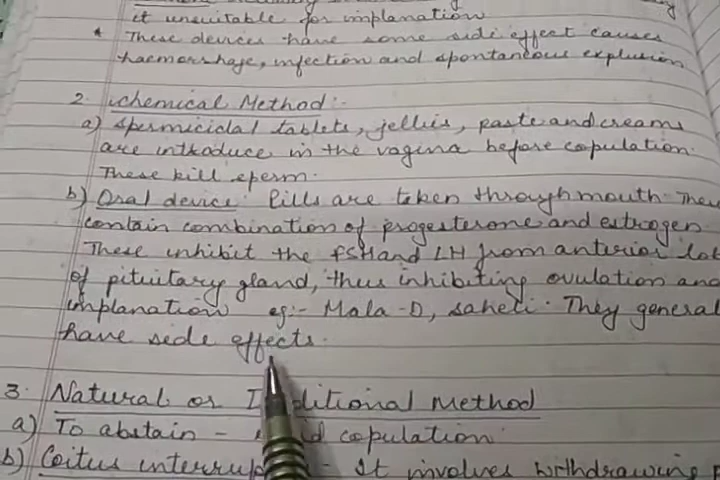 it unsuitable for implanation
* These devices have some side effect causes
haemorrhage, infection and spontaneous explusion
2. Chemical Method :-
a) Spermicidal tablets, jellies, paste and creams
are introduce in the vagina before copulation.
These kill sperm.
b) Oral device : Pills are taken through mouth. They
contain combination of progesterone and estrogen
These inhibit the FSH and LH from anterior lob
of pituitary gland, thus inhibiting ovulation and
implanation eg:- Mala-D, saheli. They general
have side effects.
3. Natural or Traditional Method
a) To abstain - copulation.
b) Coitus - It involves withdrawing